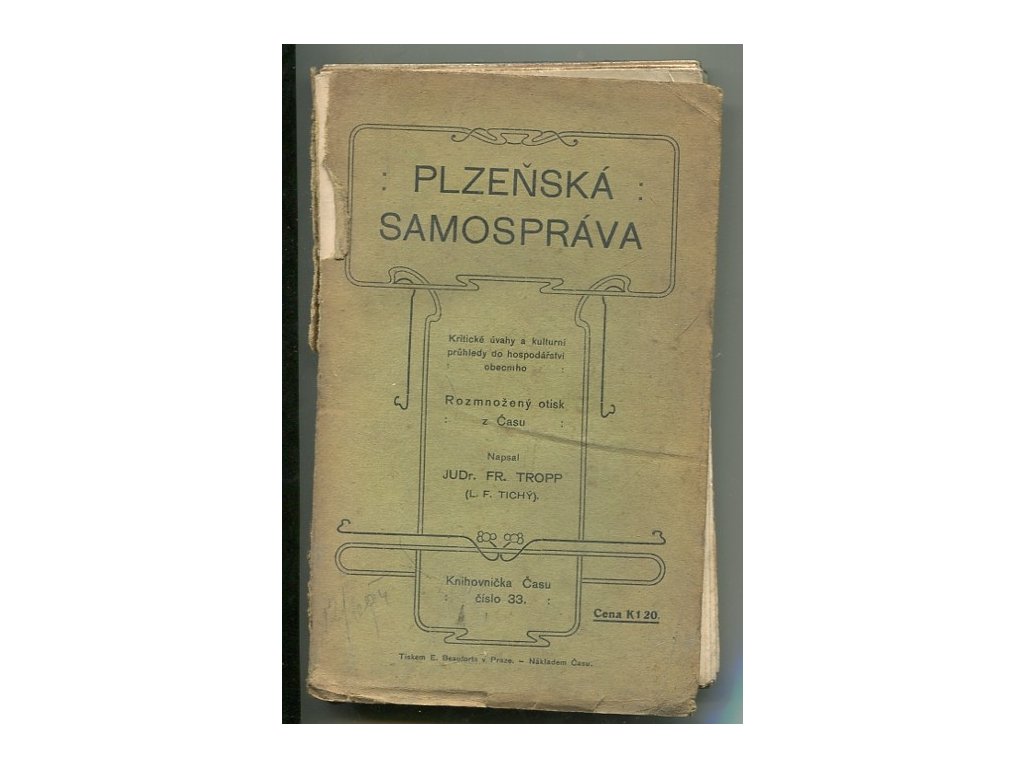 PLZEŇSKÁ
SAMOSPRÁVA
Kritické úvahy a kulturní
průhledy do hospodářství
obecního
Rozmnožený otisk
z Času
Napsal
JUDr. FR. TROPP
(L. F. TICHÝ).
Knihovnička Času
číslo 33.
Cena K 1 20.
Tiskem E. Beauforta v Praze. – Nákladem Času.